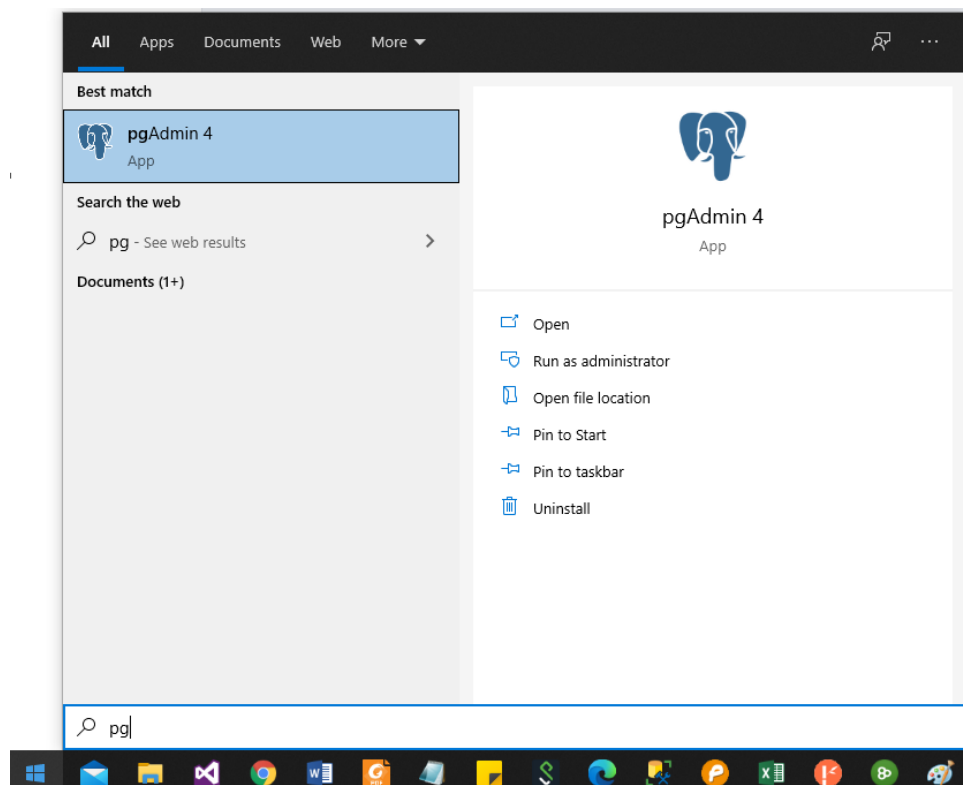 All Apps Documents Web More
Best match
pgAdmin 4
App
Search the web
pg - See web results
Documents (1+)
pgAdmin 4
App
Open
Run as administrator
Open file location
Pin to Start
Pin to taskbar
Uninstall
pg